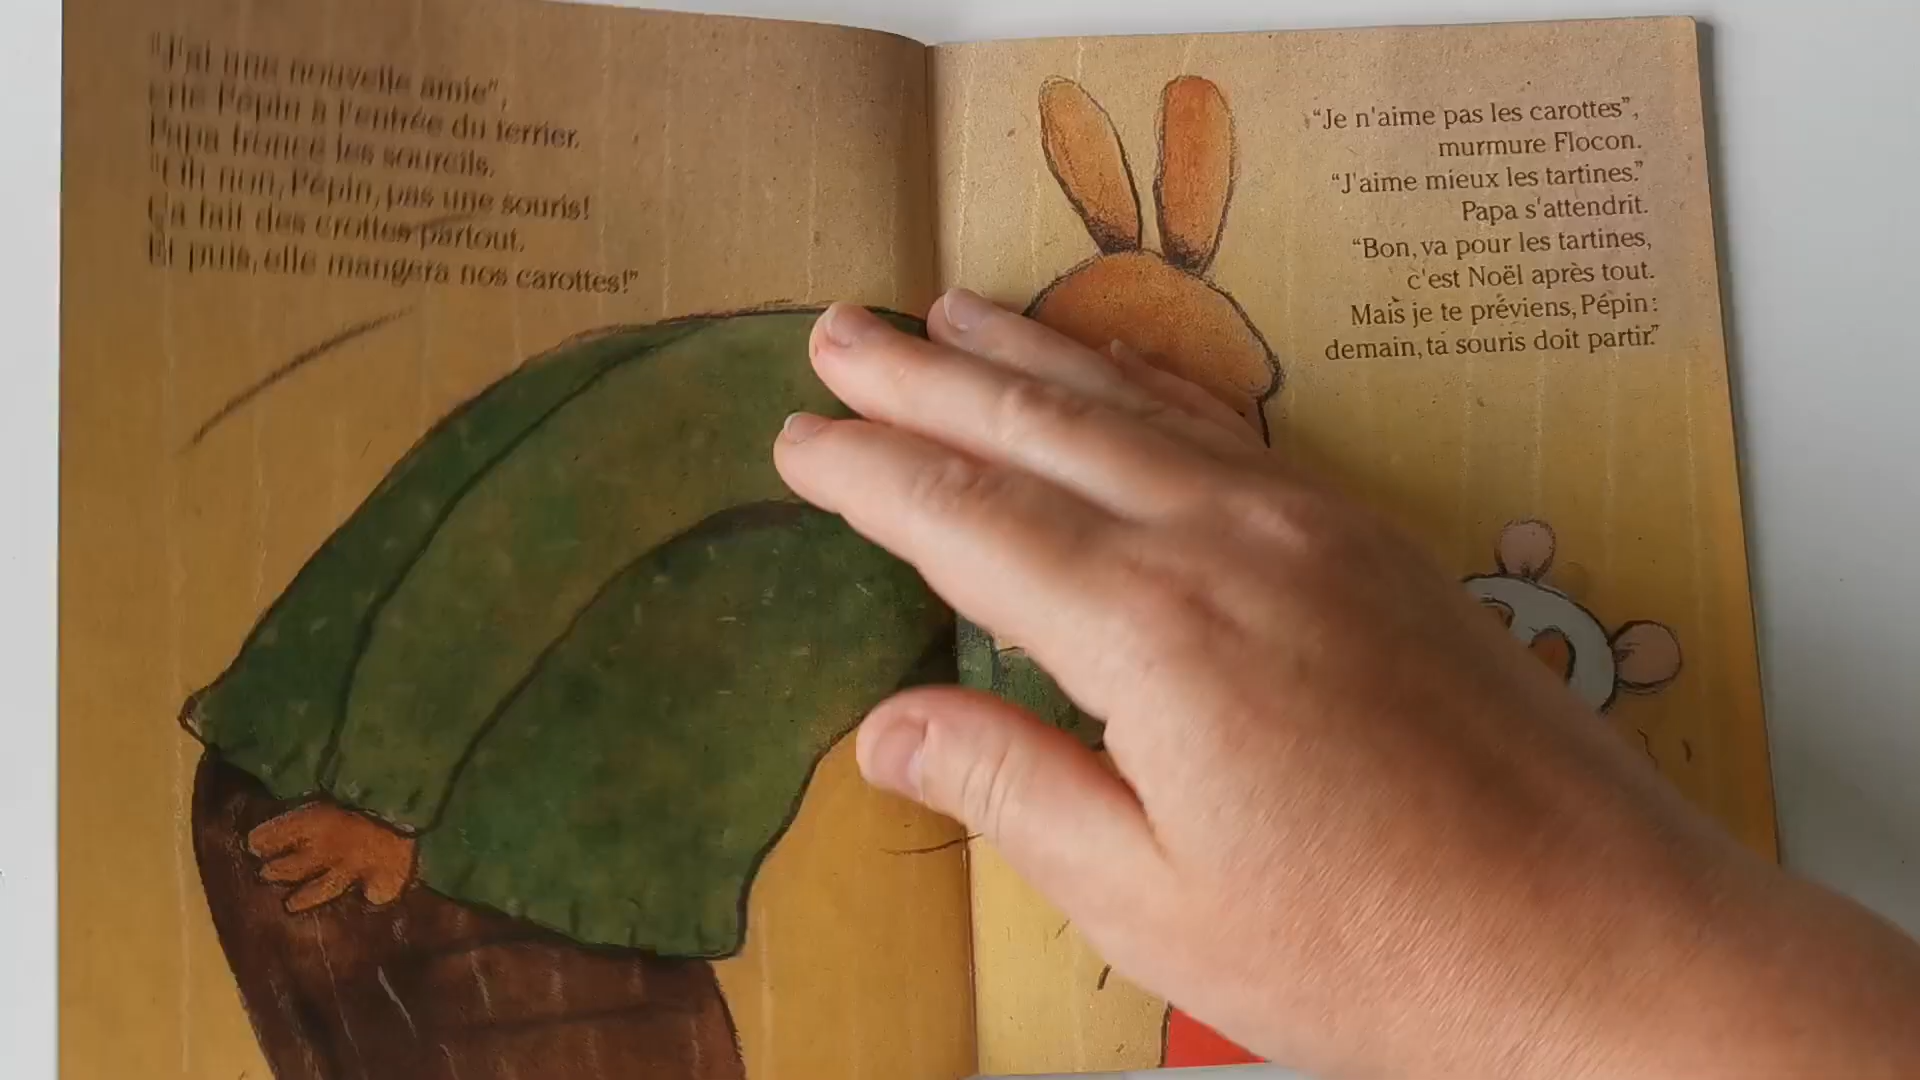 "J'ai une nouvelle amie",
crie Pépin à l'entrée du terrier.
Papa fronce les sourcils.
"Oh non, Pépin, pas une souris!
Ça fait des crottes partout.
Et puis, elle mangera nos carottes!"
"Je n'aime pas les carottes",
murmure Flocon.
"J'aime mieux les tartines."
Papa s'attendrit.
"Bon, va pour les tartines,
c'est Noël après tout.
Mais je te préviens, Pépin :
demain, ta souris doit partir."